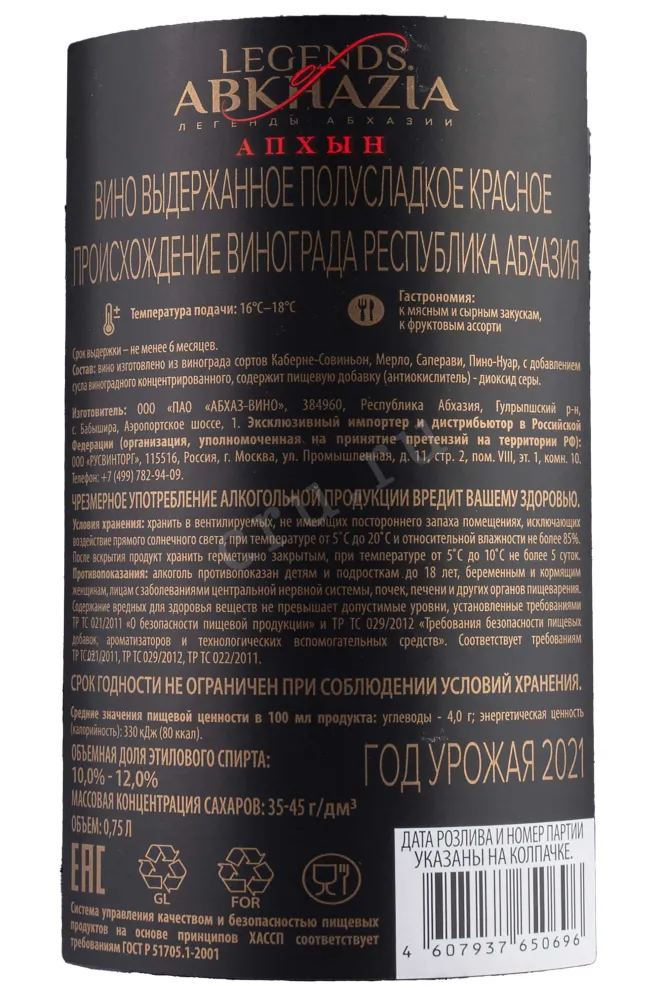 LEGENDS
of
ABKHAZIA
ЛЕГЕНДЫ АБХАЗИИ
АПХЫН
ВИНО ВЫДЕРЖАННОЕ ПОЛУСЛАДКОЕ КРАСНОЕ
ПРОИСХОЖДЕНИЕ ВИНОГРАДА РЕСПУБЛИКА АБХАЗИЯ
Температура подачи: 16°С–18°С
Гастрономия:
к мясным и сырным закускам,
к фруктовым ассорти
Срок выдержки – не менее 6 месяцев.
Состав: вино изготовлено из винограда сортов Каберне-Совиньон, Мерло, Саперави, Пино-Нуар, с добавлением
сусла виноградного концентрированного, содержит пищевую добавку (антиокислитель) - диоксид серы.
Изготовитель: ООО «ПАО «АБХАЗ-ВИНО», 384960, Республика Абхазия, Гулрыпшский р-н,
с. Бабышира, Аэропортское шоссе, 1. Эксклюзивный импортер и дистрибьютор в Российской
Федерации (организация, уполномоченная на принятие претензий на территории РФ):
ООО «РУСВИНТОРГ», 115516, Россия, г. Москва, ул. Промышленная, д. 11, стр. 2, пом. VIII, эт. 1, комн. 10.
Телефон: +7 (499) 782-94-09.
ЧРЕЗМЕРНОЕ УПОТРЕБЛЕНИЕ АЛКОГОЛЬНОЙ ПРОДУКЦИИ ВРЕДИТ ВАШЕМУ ЗДОРОВЬЮ.
Условия хранения: хранить в вентилируемых, не имеющих постороннего запаха помещениях, исключающих
воздействие прямого солнечного света, при температуре от 5˚С до 20˚С и относительной влажности не более 85%.
После вскрытия продукт хранить герметично закрытым, при температуре от 5˚С до 10˚С не более 5 суток.
Противопоказания: алкоголь противопоказан детям и подросткам до 18 лет, беременным и кормящим
женщинам, лицам с заболеваниями центральной нервной системы, почек, печени и других органов пищеварения.
Содержание вредных для здоровья веществ не превышает допустимые уровни, установленные требованиями
ТР ТС 021/2011 «О безопасности пищевой продукции» и ТР ТС 029/2012 «Требования безопасности пищевых
добавок, ароматизаторов и технологических вспомогательных средств». Соответствует требованиям
ТР ТС 021/2011, ТР ТС 029/2012, ТР ТС 022/2011.
СРОК ГОДНОСТИ НЕ ОГРАНИЧЕН ПРИ СОБЛЮДЕНИИ УСЛОВИЙ ХРАНЕНИЯ.
Средние значения пищевой ценности в 100 мл продукта: углеводы - 4,0 г; энергетическая ценность
(калорийность): 330 кДж (80 ккал).
ОБЪЕМНАЯ ДОЛЯ ЭТИЛОВОГО СПИРТА:
10,0% - 12,0%
ГОД УРОЖАЯ 2021
МАССОВАЯ КОНЦЕНТРАЦИЯ САХАРОВ: 35-45 г/дм³
ОБЪЕМ: 0,75 Л
ДАТА РОЗЛИВА И НОМЕР ПАРТИИ
УКАЗАНЫ НА КОЛПАЧКЕ.
EAC
GL
FOR
Система управления качеством и безопасностью пищевых
продуктов на основе принципов ХАССП соответствует
требованиям ГОСТ Р 51705.1-2001
4 607937 650696
cru.ru